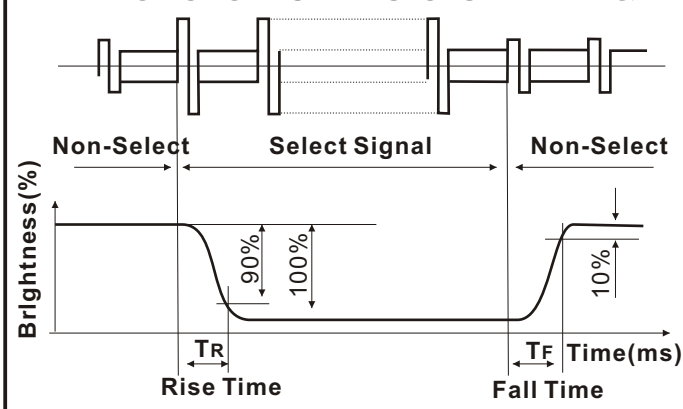 Non-Select Select Signal Non-Select
Brightness(%)
90%
100%
10%
TR TF Time(ms)
Rise Time Fall Time